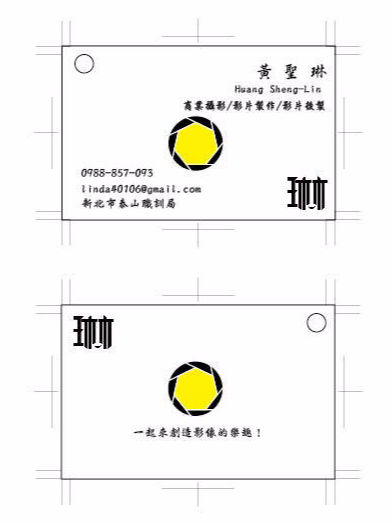 黃聖琳
Huang Sheng-Lin
商業攝影/影片製作/影片後製
0988-857-093
linda40106@gmail.com
新北市泰山職訓局
琳
琳
一起來創造影像的樂趣！